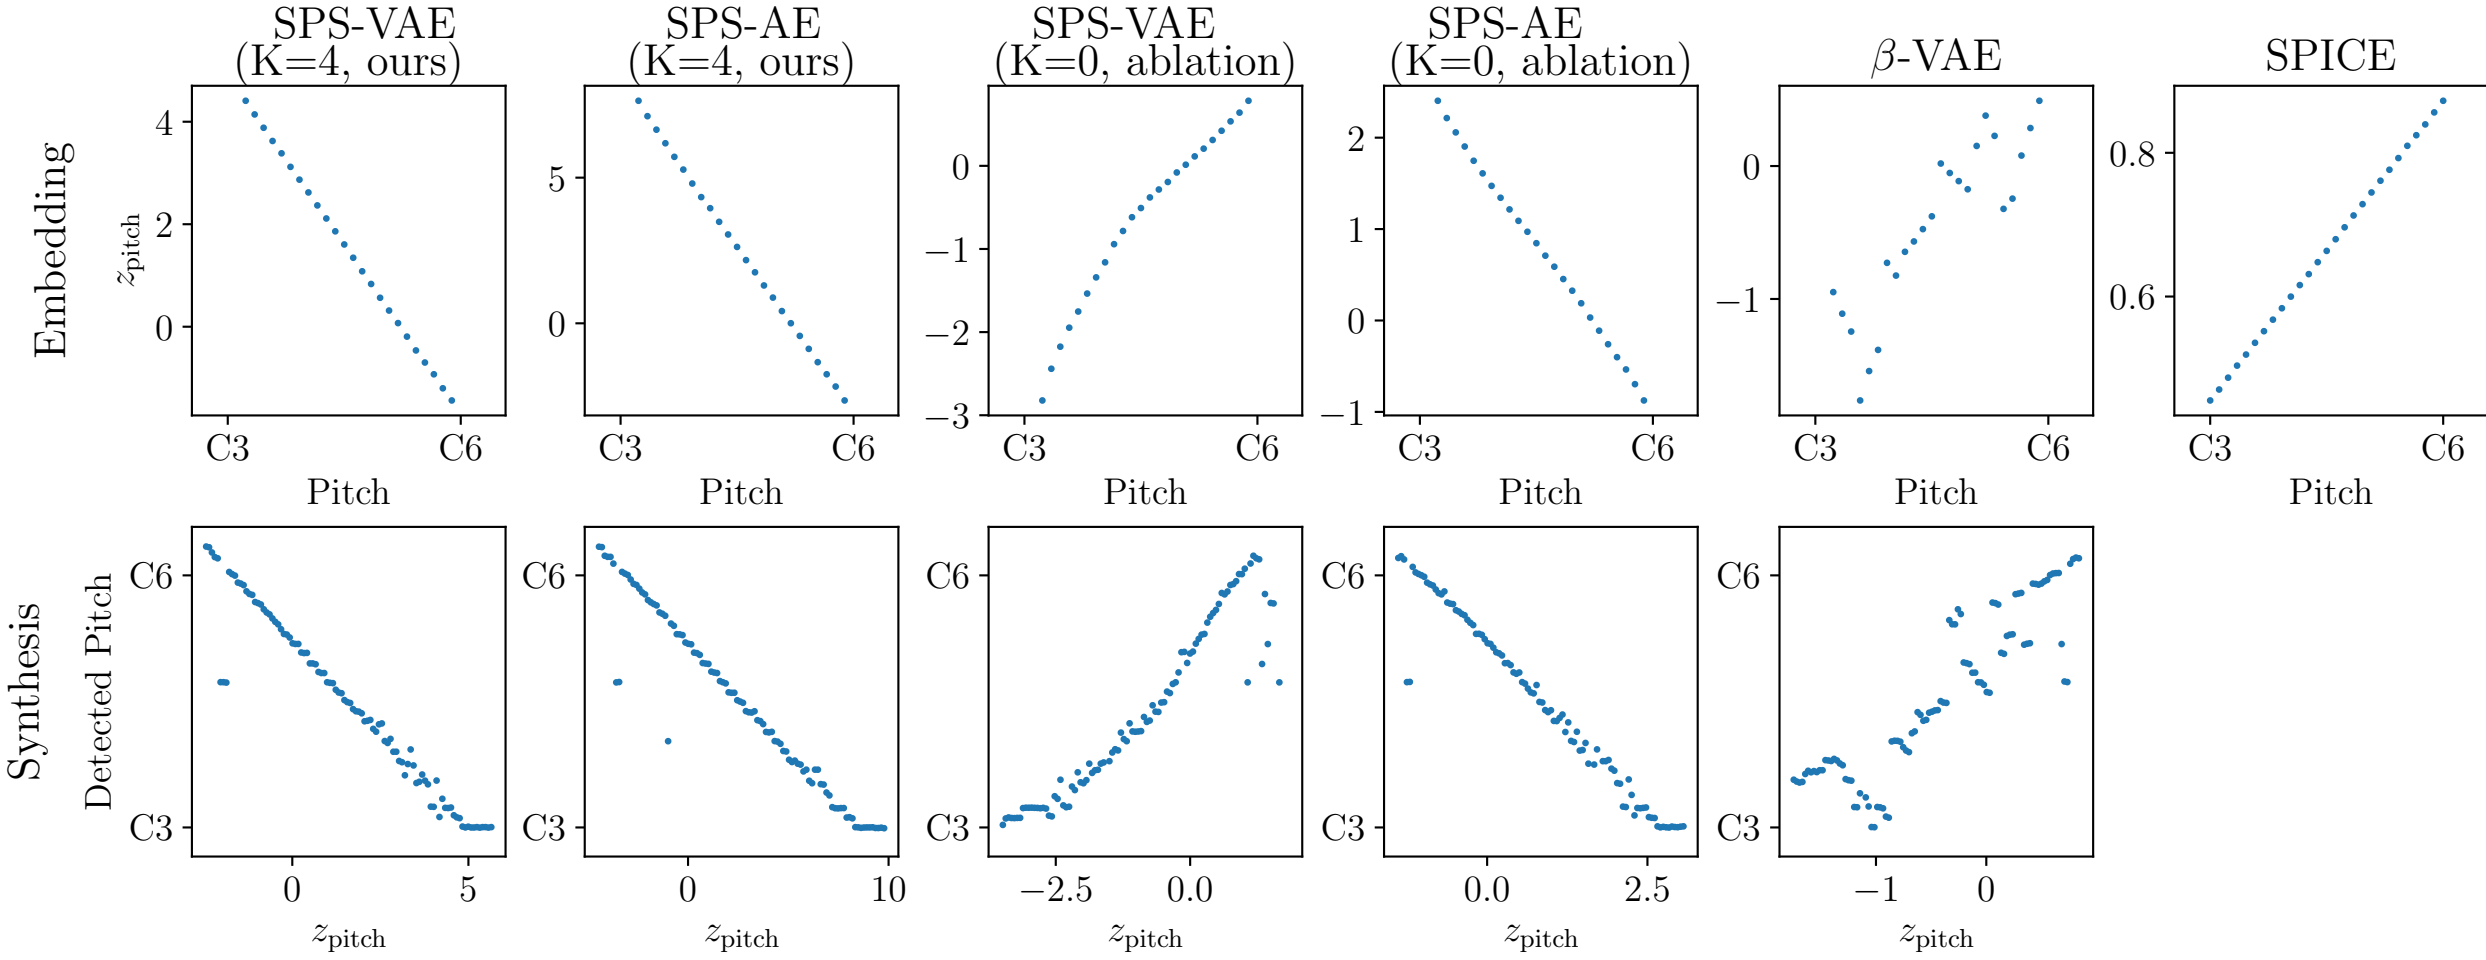 SPS-VAE
(K=4, ours)
SPS-AE
(K=4, ours)
SPS-VAE
(K=0, ablation)
SPS-AE
(K=0, ablation)
β-VAE
SPICE
Embedding
z_pitch
4
2
0
C3
C6
Pitch
5
0
C3
C6
Pitch
0
−1
−2
−3
C3
C6
Pitch
2
1
0
−1
C3
C6
Pitch
0
−1
C3
C6
Pitch
0.8
0.6
C3
C6
Pitch
Synthesis
Detected Pitch
C6
C3
0
5
z_pitch
C6
C3
0
10
z_pitch
C6
C3
−2.5
0.0
z_pitch
C6
C3
0.0
2.5
z_pitch
C6
C3
−1
0
z_pitch